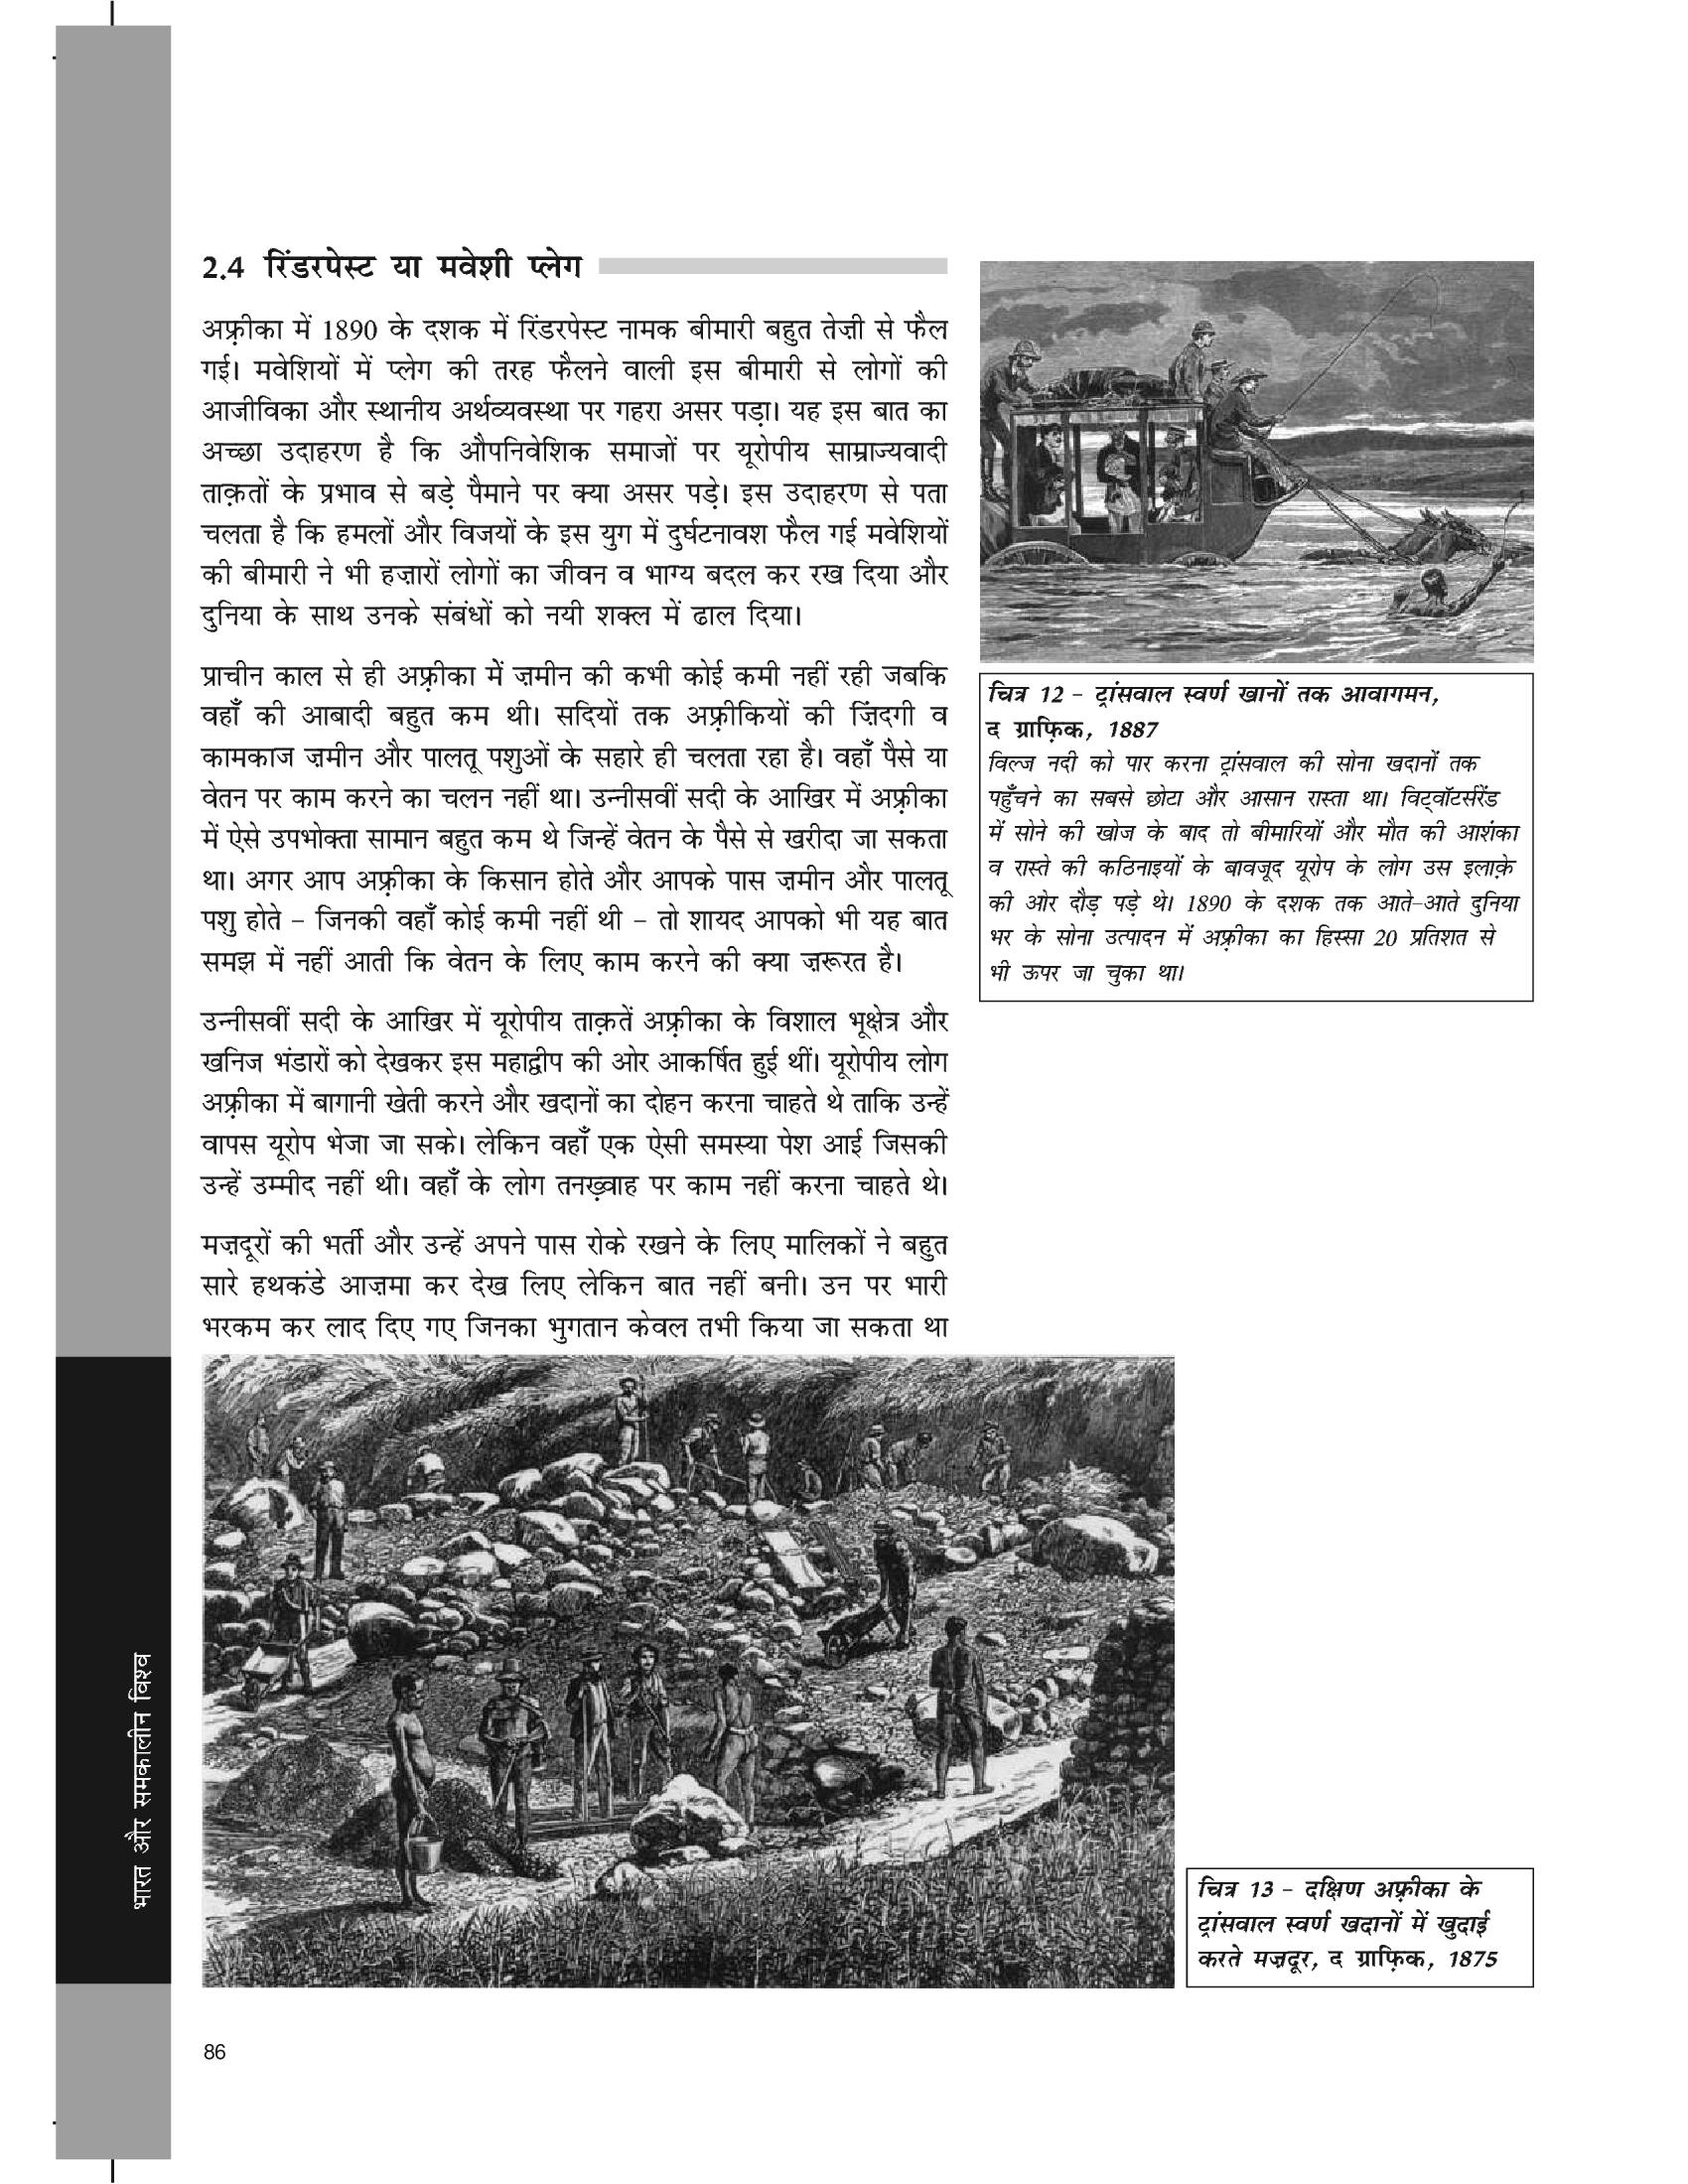 2.4 रिंडरपेस्ट या मवेशी प्लेग
अफ़्रीका में 1890 के दशक में रिंडरपेस्ट नामक बीमारी बहुत तेज़ी से फैल
गई। मवेशियों में प्लेग की तरह फैलने वाली इस बीमारी से लोगों की
आजीविका और स्थानीय अर्थव्यवस्था पर गहरा असर पड़ा। यह इस बात का
अच्छा उदाहरण है कि औपनिवेशिक समाजों पर यूरोपीय साम्राज्यवादी
ताक़तों के प्रभाव से बड़े पैमाने पर क्या असर पड़े। इस उदाहरण से पता
चलता है कि हमलों और विजयों के इस युग में दुर्घटनावश फैल गई मवेशियों
की बीमारी ने भी हज़ारों लोगों का जीवन व भाग्य बदल कर रख दिया और
दुनिया के साथ उनके संबंधों को नयी शक्ल में ढाल दिया।
प्राचीन काल से ही अफ़्रीका में ज़मीन की कभी कोई कमी नहीं रही जबकि
वहाँ की आबादी बहुत कम थी। सदियों तक अफ़्रीकियों की ज़िंदगी व
कामकाज ज़मीन और पालतू पशुओं के सहारे ही चलता रहा है। वहाँ पैसे या
वेतन पर काम करने का चलन नहीं था। उन्नीसवीं सदी के आखिर में अफ़्रीका
में ऐसे उपभोक्ता सामान बहुत कम थे जिन्हें वेतन के पैसे से खरीदा जा सकता
था। अगर आप अफ़्रीका के किसान होते और आपके पास ज़मीन और पालतू
पशु होते – जिनकी वहाँ कोई कमी नहीं थी – तो शायद आपको भी यह बात
समझ में नहीं आती कि वेतन के लिए काम करने की क्या ज़रूरत है।
उन्नीसवीं सदी के आखिर में यूरोपीय ताक़तें अफ़्रीका के विशाल भूक्षेत्र और
खनिज भंडारों को देखकर इस महाद्वीप की ओर आकर्षित हुई थीं। यूरोपीय लोग
अफ़्रीका में बागानी खेती करने और खदानों का दोहन करना चाहते थे ताकि उन्हें
वापस यूरोप भेजा जा सके। लेकिन वहाँ एक ऐसी समस्या पेश आई जिसकी
उन्हें उम्मीद नहीं थी। वहाँ के लोग तनख़्वाह पर काम नहीं करना चाहते थे।
मज़दूरों की भर्ती और उन्हें अपने पास रोके रखने के लिए मालिकों ने बहुत
सारे हथकंडे आज़मा कर देख लिए लेकिन बात नहीं बनी। उन पर भारी
भरकम कर लाद दिए गए जिनका भुगतान केवल तभी किया जा सकता था
चित्र 12 – ट्रांसवाल स्वर्ण खानों तक आवागमन,
द ग्राफ़िक, 1887
विल्ज नदी को पार करना ट्रांसवाल की सोना खदानों तक
पहुँचने का सबसे छोटा और आसान रास्ता था। विट्वॉटर्सरैंड
में सोने की खोज के बाद तो बीमारियों और मौत की आशंका
व रास्ते की कठिनाइयों के बावजूद यूरोप के लोग उस इलाक़े
की ओर दौड़ पड़े थे। 1890 के दशक तक आते-आते दुनिया
भर के सोना उत्पादन में अफ़्रीका का हिस्सा 20 प्रतिशत से
भी ऊपर जा चुका था।
चित्र 13 – दक्षिण अफ़्रीका के
ट्रांसवाल स्वर्ण खदानों में खुदाई
करते मज़दूर, द ग्राफ़िक, 1875
भारत और समकालीन विश्व
86